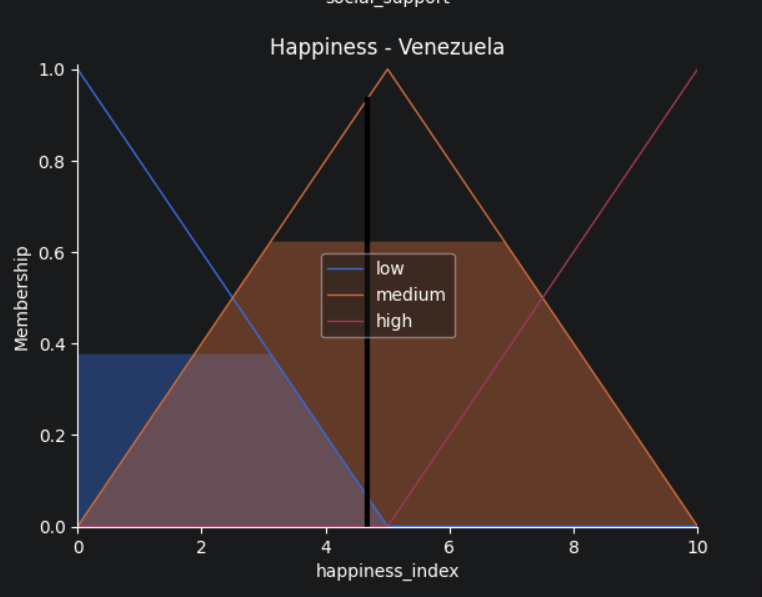 social_support
Happiness - Venezuela
1.0
0.8
0.6
0.4
0.2
0.0
Membership
low
medium
high
0 2 4 6 8 10
happiness_index